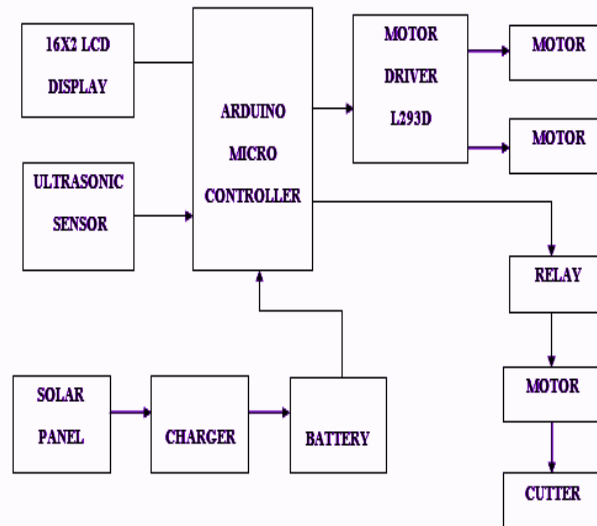 16X2 LCD
DISPLAY
ARDUINO
MICRO
CONTROLLER
MOTOR
DRIVER
L293D
MOTOR
MOTOR
ULTRASONIC
SENSOR
RELAY
SOLAR
PANEL
CHARGER
BATTERY
MOTOR
CUTTER